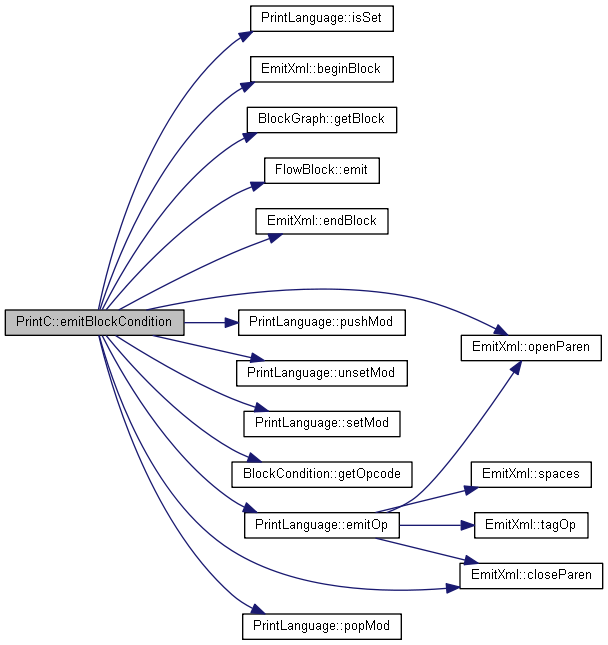 PrintLanguage::isSet
EmitXml::beginBlock
BlockGraph::getBlock
FlowBlock::emit
EmitXml::endBlock
PrintC::emitBlockCondition
PrintLanguage::pushMod
EmitXml::openParen
PrintLanguage::unsetMod
PrintLanguage::setMod
BlockCondition::getOpcode
EmitXml::spaces
PrintLanguage::emitOp
EmitXml::tagOp
EmitXml::closeParen
PrintLanguage::popMod